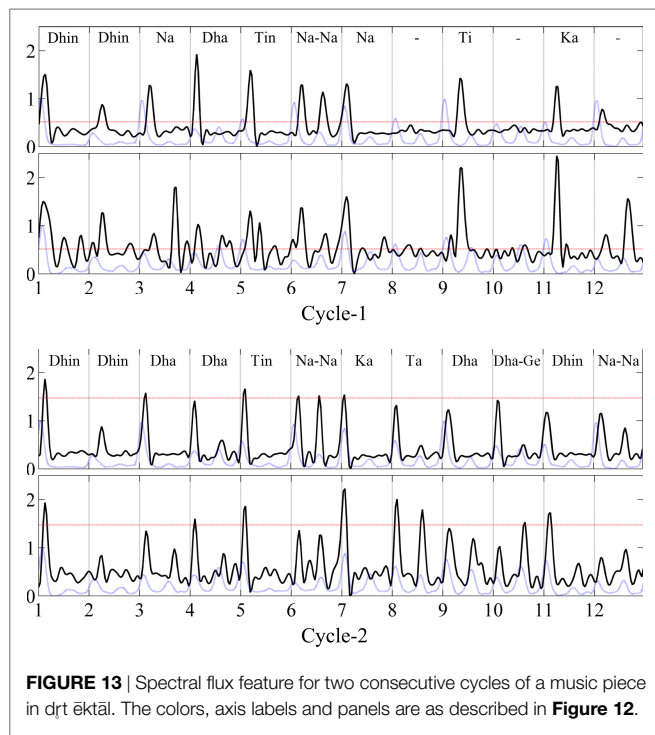 Dhin Dhin Na Dha Tin Na-Na Na - Ti - Ka -
2
1
0
2
1
0
1 2 3 4 5 6 7 8 9 10 11 12
Cycle-1
Dhin Dhin Dha Dha Tin Na-Na Ka Ta Dha Dha-Ge Dhin Na-Na
2
1
0
2
1
0
1 2 3 4 5 6 7 8 9 10 11 12
Cycle-2
FIGURE 13 | Spectral flux feature for two consecutive cycles of a music piece
in dr̥t ēktāl. The colors, axis labels and panels are as described in Figure 12.